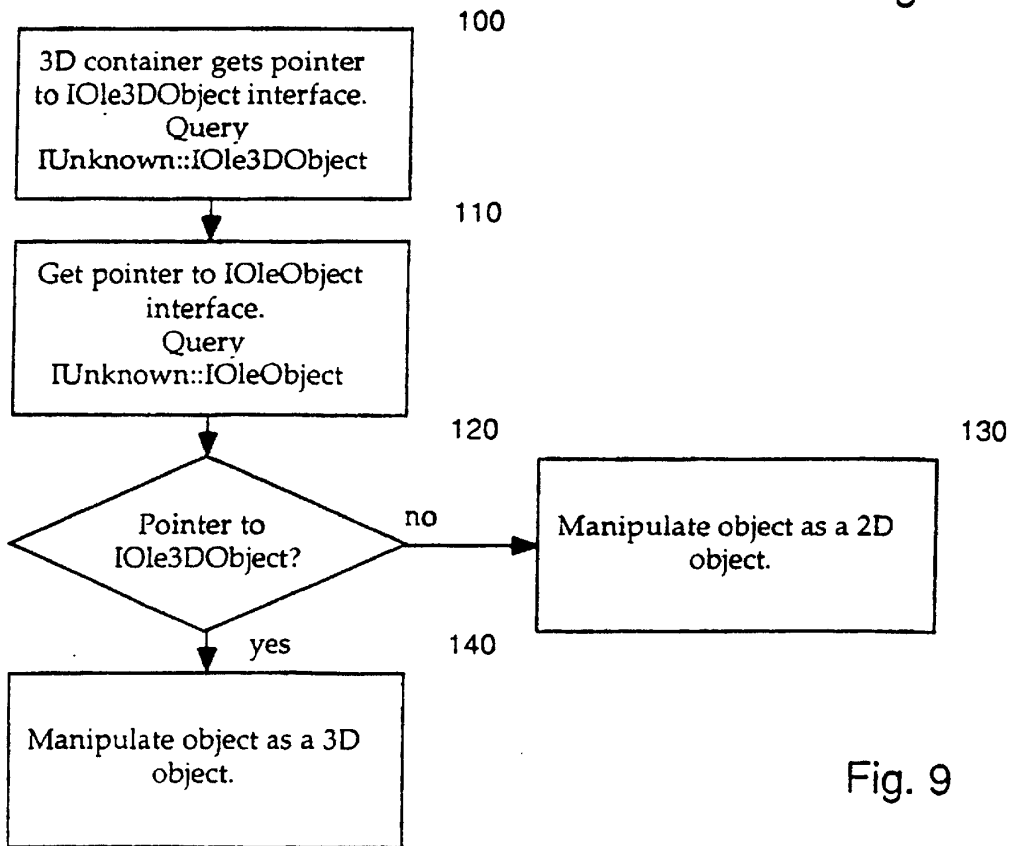 100
3D container gets pointer
to IOle3DObject interface.
Query
IUnknown::IOle3DObject
110
Get pointer to IOleObject
interface.
Query
IUnknown::IOleObject
120
130
Pointer to
IOle3DObject?
no
Manipulate object as a 2D
object.
yes
140
Manipulate object as a 3D
object.
Fig. 9